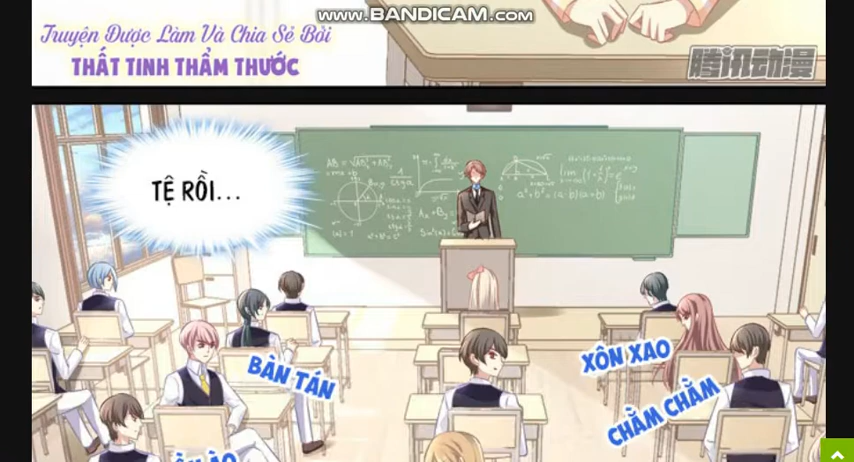 WWW.BANDICAM.COM
Truyện Được Làm Và Chia Sẻ Bởi
THẤT TINH THẨM THƯỚC
腾讯动漫
TỆ RỒI...
BÀN TÁN
XÔN XAO
CHẰM CHẰM